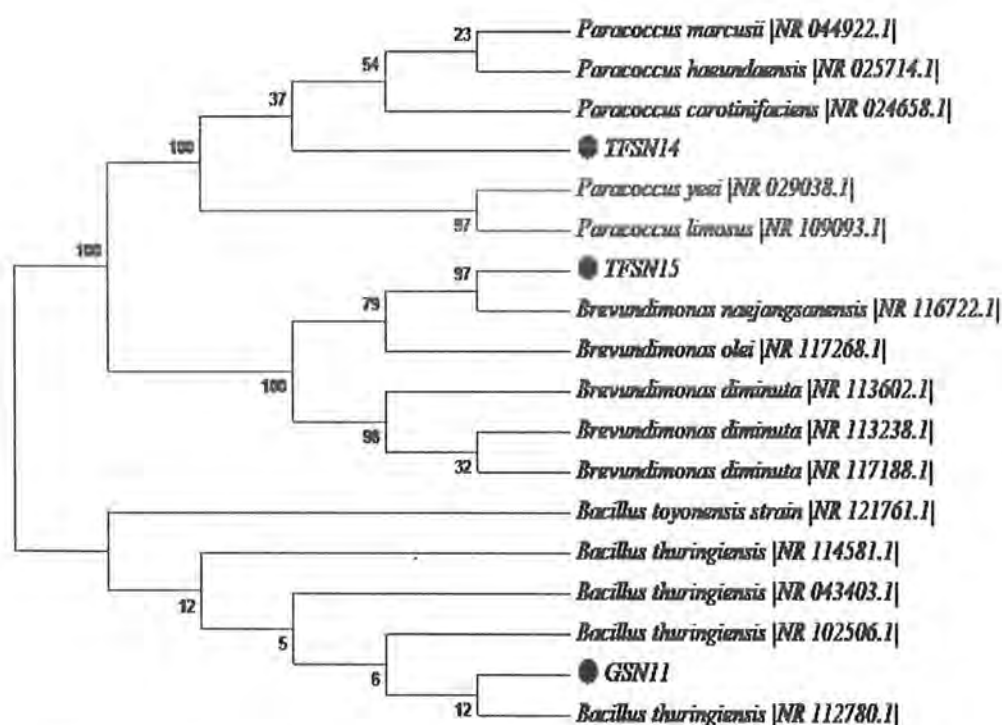 23
Paracoccus marcusii |NR 044922.1|
Paracoccus haeundaensis |NR 025714.1|
54
Paracoccus carotinifaciens |NR 024658.1|
37
TFSN14
100
Paracoccus yeei |NR 029038.1|
97
Paracoccus limosus |NR 109093.1|
100
TFSN15
97
Brevundimonas naejangsanensis |NR 116722.1|
79
Brevundimonas olei |NR 117268.1|
100
Brevundimonas diminuta |NR 113602.1|
98
Brevundimonas diminuta |NR 113238.1|
32
Brevundimonas diminuta |NR 117188.1|
Bacillus toyonensis strain |NR 121761.1|
Bacillus thuringiensis |NR 114581.1|
12
Bacillus thuringiensis |NR 043403.1|
5
Bacillus thuringiensis |NR 102506.1|
6
GSN11
12
Bacillus thuringiensis |NR 112780.1|